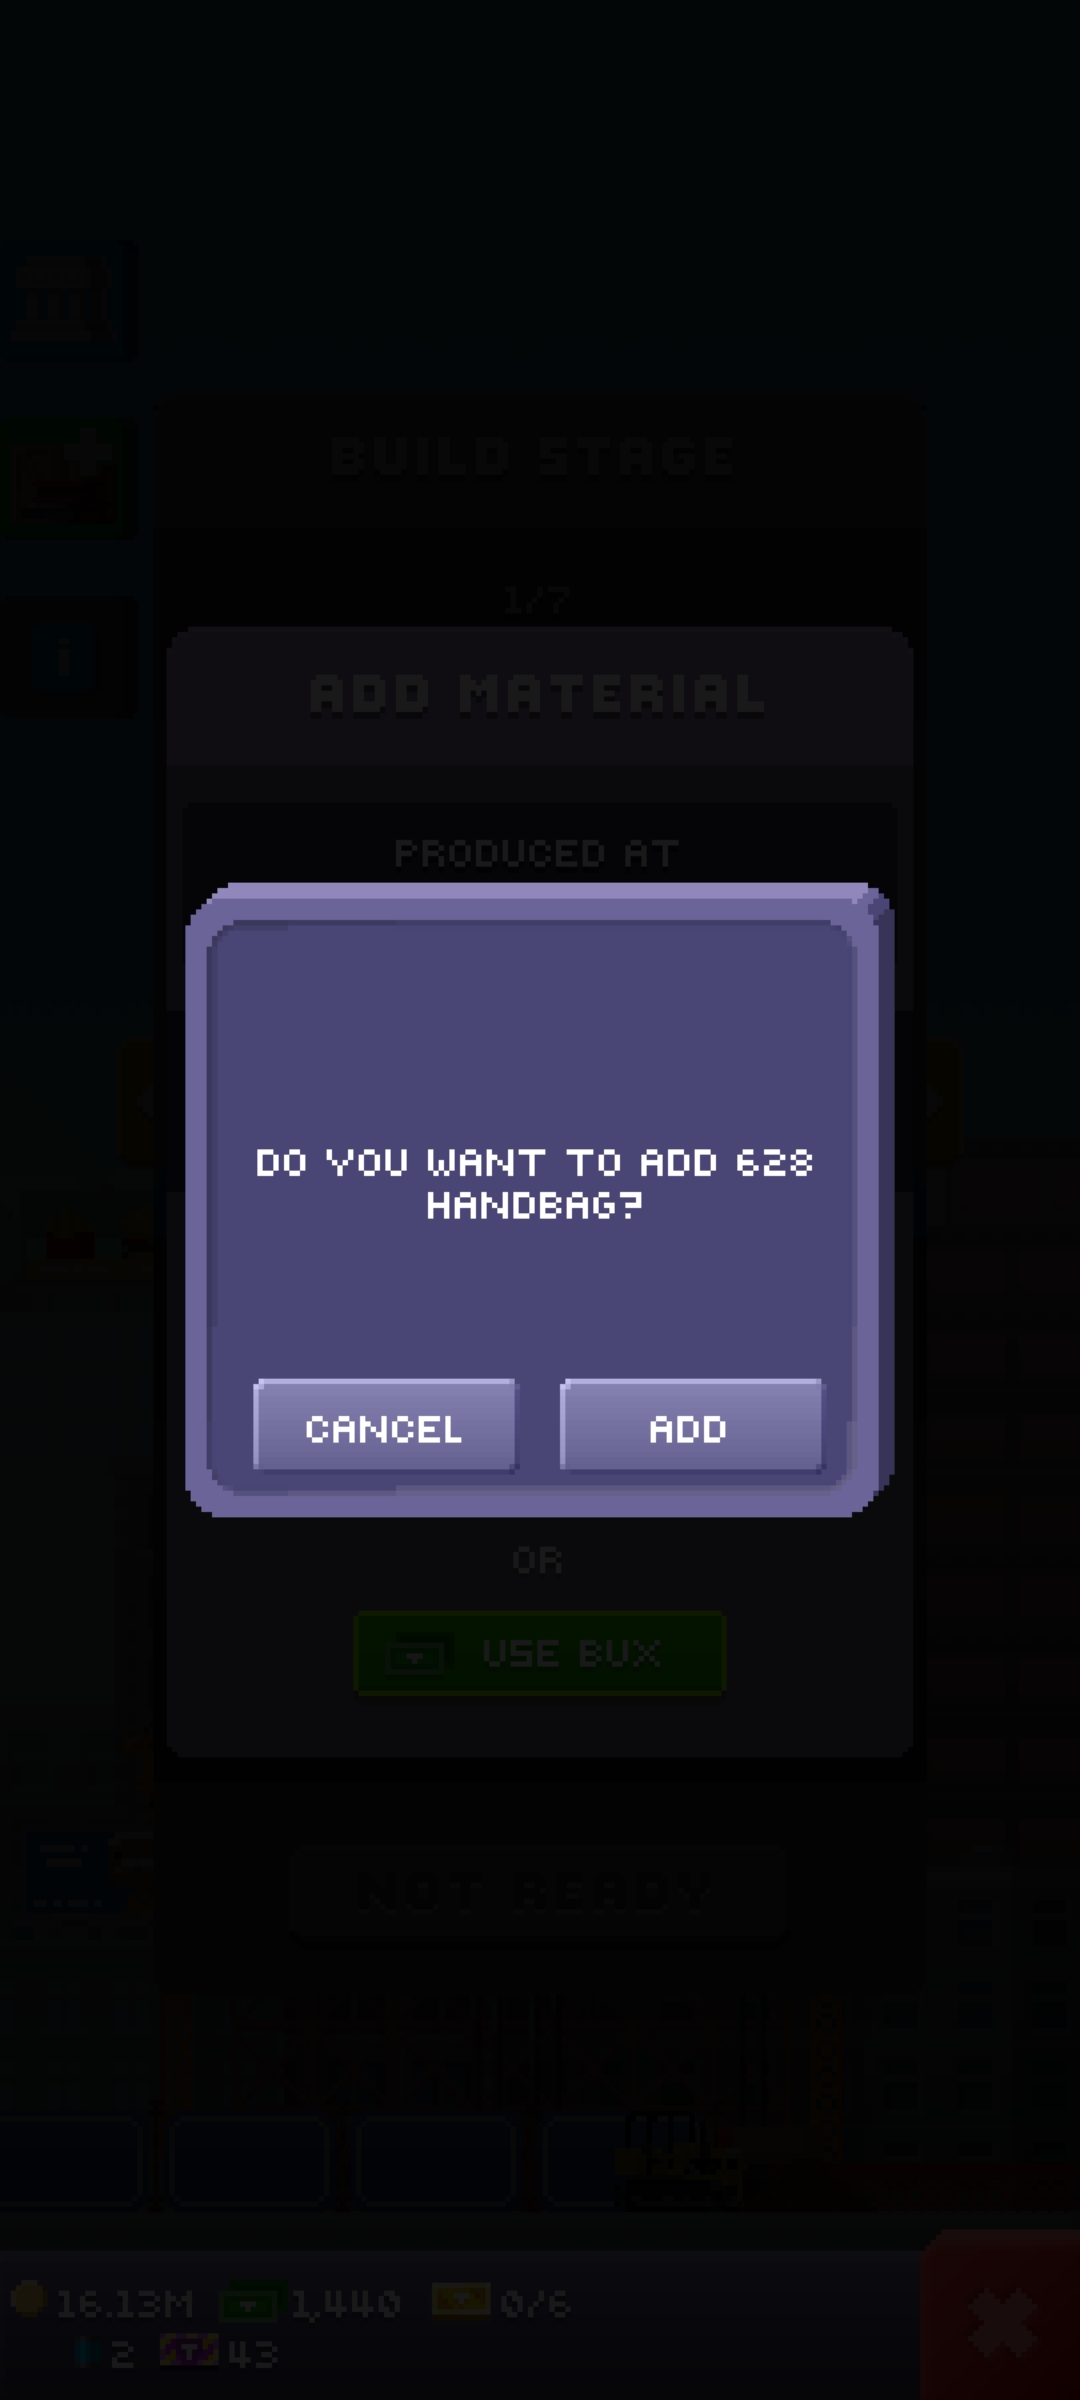 BUILD STAGE
1/7
ADD MATERIAL
PRODUCED AT
DO YOU WANT TO ADD 628
HANDBAG?
CANCEL
ADD
OR
USE BUX
NOT READY
16.13M
1,440
0/6
2
43